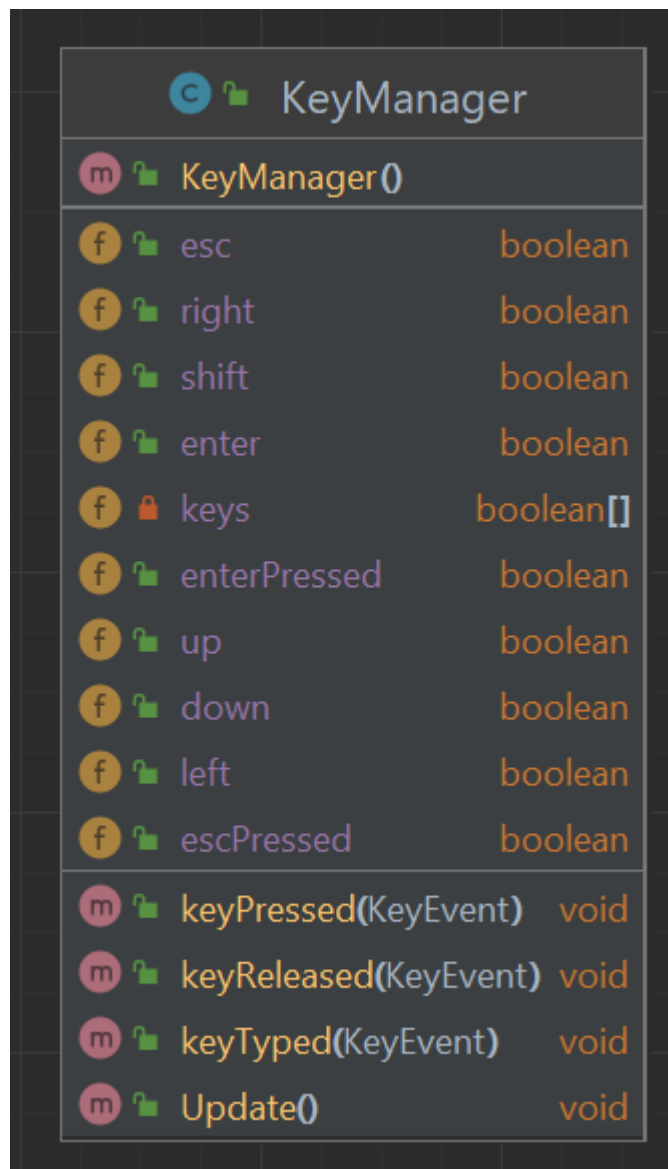 C KeyManager
m KeyManager()
f esc boolean
f right boolean
f shift boolean
f enter boolean
f keys boolean[]
f enterPressed boolean
f up boolean
f down boolean
f left boolean
f escPressed boolean
m keyPressed(KeyEvent) void
m keyReleased(KeyEvent) void
m keyTyped(KeyEvent) void
m Update() void